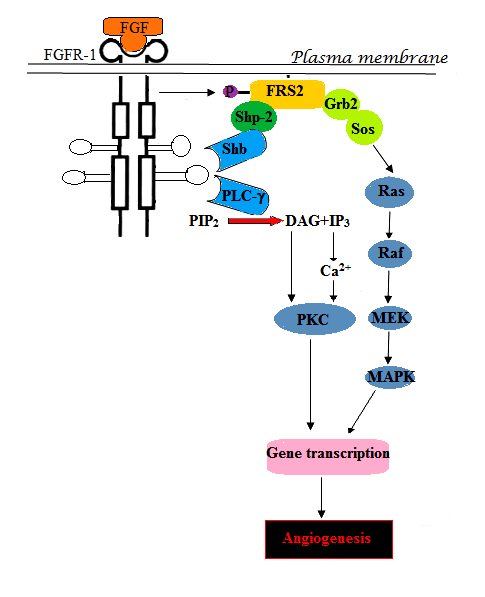 FGF
FGFR-1
Plasma membrane
P
FRS2
Grb2
Shp-2
Sos
Shb
Ras
PLC-γ
PIP₂
DAG+IP₃
Raf
Ca²⁺
PKC
MEK
MAPK
Gene transcription
Angiogenesis